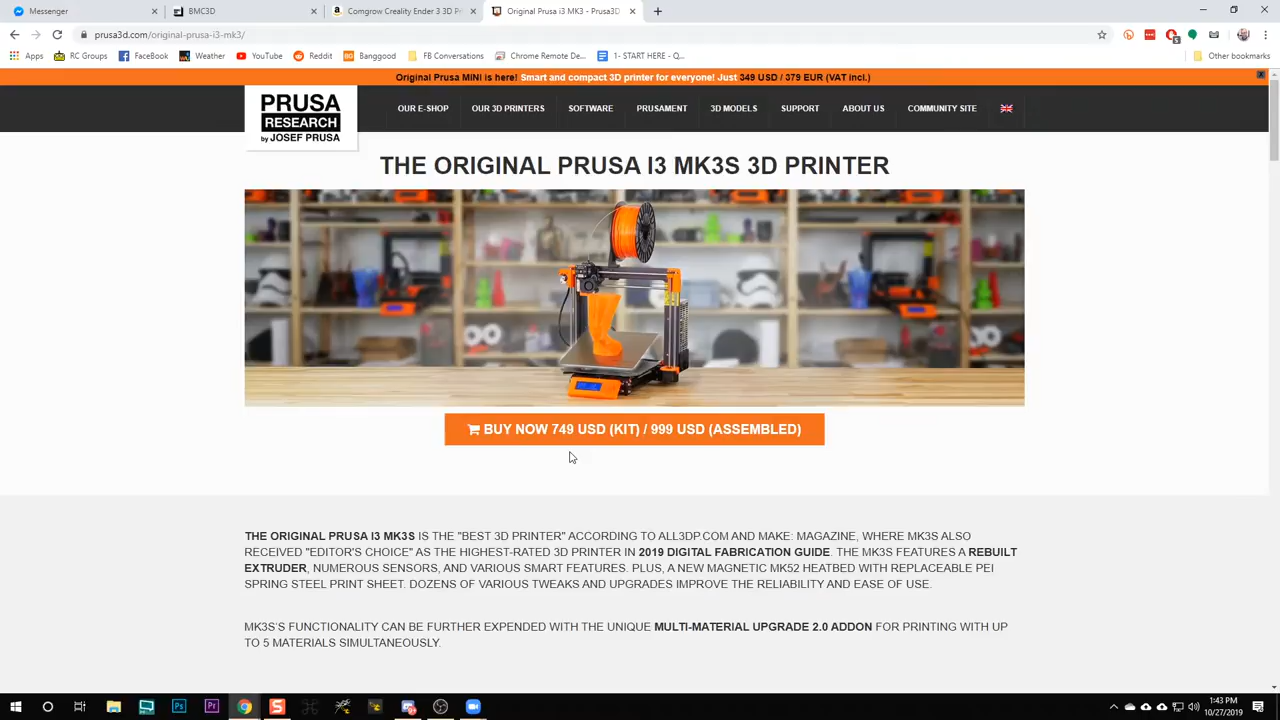 Messenger
BMC3D
Comgrow Creality Ender 3 3D Pr
Original Prusa i3 MK3 - Prusa3D
prusa3d.com/original-prusa-i3-mk3/
Apps
RC Groups
FaceBook
Weather
YouTube
Reddit
BG
Banggood
FB Conversations
Chrome Remote De...
1- START HERE - Q...
Other bookmarks
Original Prusa MINI is here! Smart and compact 3D printer for everyone! Just 349 USD / 379 EUR (VAT incl.)
X
PRUSA
RESEARCH
by JOSEF PRUSA
OUR E-SHOP
OUR 3D PRINTERS
SOFTWARE
PRUSAMENT
3D MODELS
SUPPORT
ABOUT US
COMMUNITY SITE
THE ORIGINAL PRUSA I3 MK3S 3D PRINTER
BUY NOW 749 USD (KIT) / 999 USD (ASSEMBLED)
THE ORIGINAL PRUSA I3 MK3S IS THE "BEST 3D PRINTER" ACCORDING TO ALL3DP.COM AND MAKE: MAGAZINE, WHERE MK3S ALSO
RECEIVED "EDITOR'S CHOICE" AS THE HIGHEST-RATED 3D PRINTER IN 2019 DIGITAL FABRICATION GUIDE. THE MK3S FEATURES A REBUILT
EXTRUDER, NUMEROUS SENSORS, AND VARIOUS SMART FEATURES. PLUS, A NEW MAGNETIC MK52 HEATBED WITH REPLACEABLE PEI
SPRING STEEL PRINT SHEET. DOZENS OF VARIOUS TWEAKS AND UPGRADES IMPROVE THE RELIABILITY AND EASE OF USE.
MK3S'S FUNCTIONALITY CAN BE FURTHER EXPENDED WITH THE UNIQUE MULTI-MATERIAL UPGRADE 2.0 ADDON FOR PRINTING WITH UP
TO 5 MATERIALS SIMULTANEOUSLY.
Ps
Pr
S
1:43 PM
10/27/2019